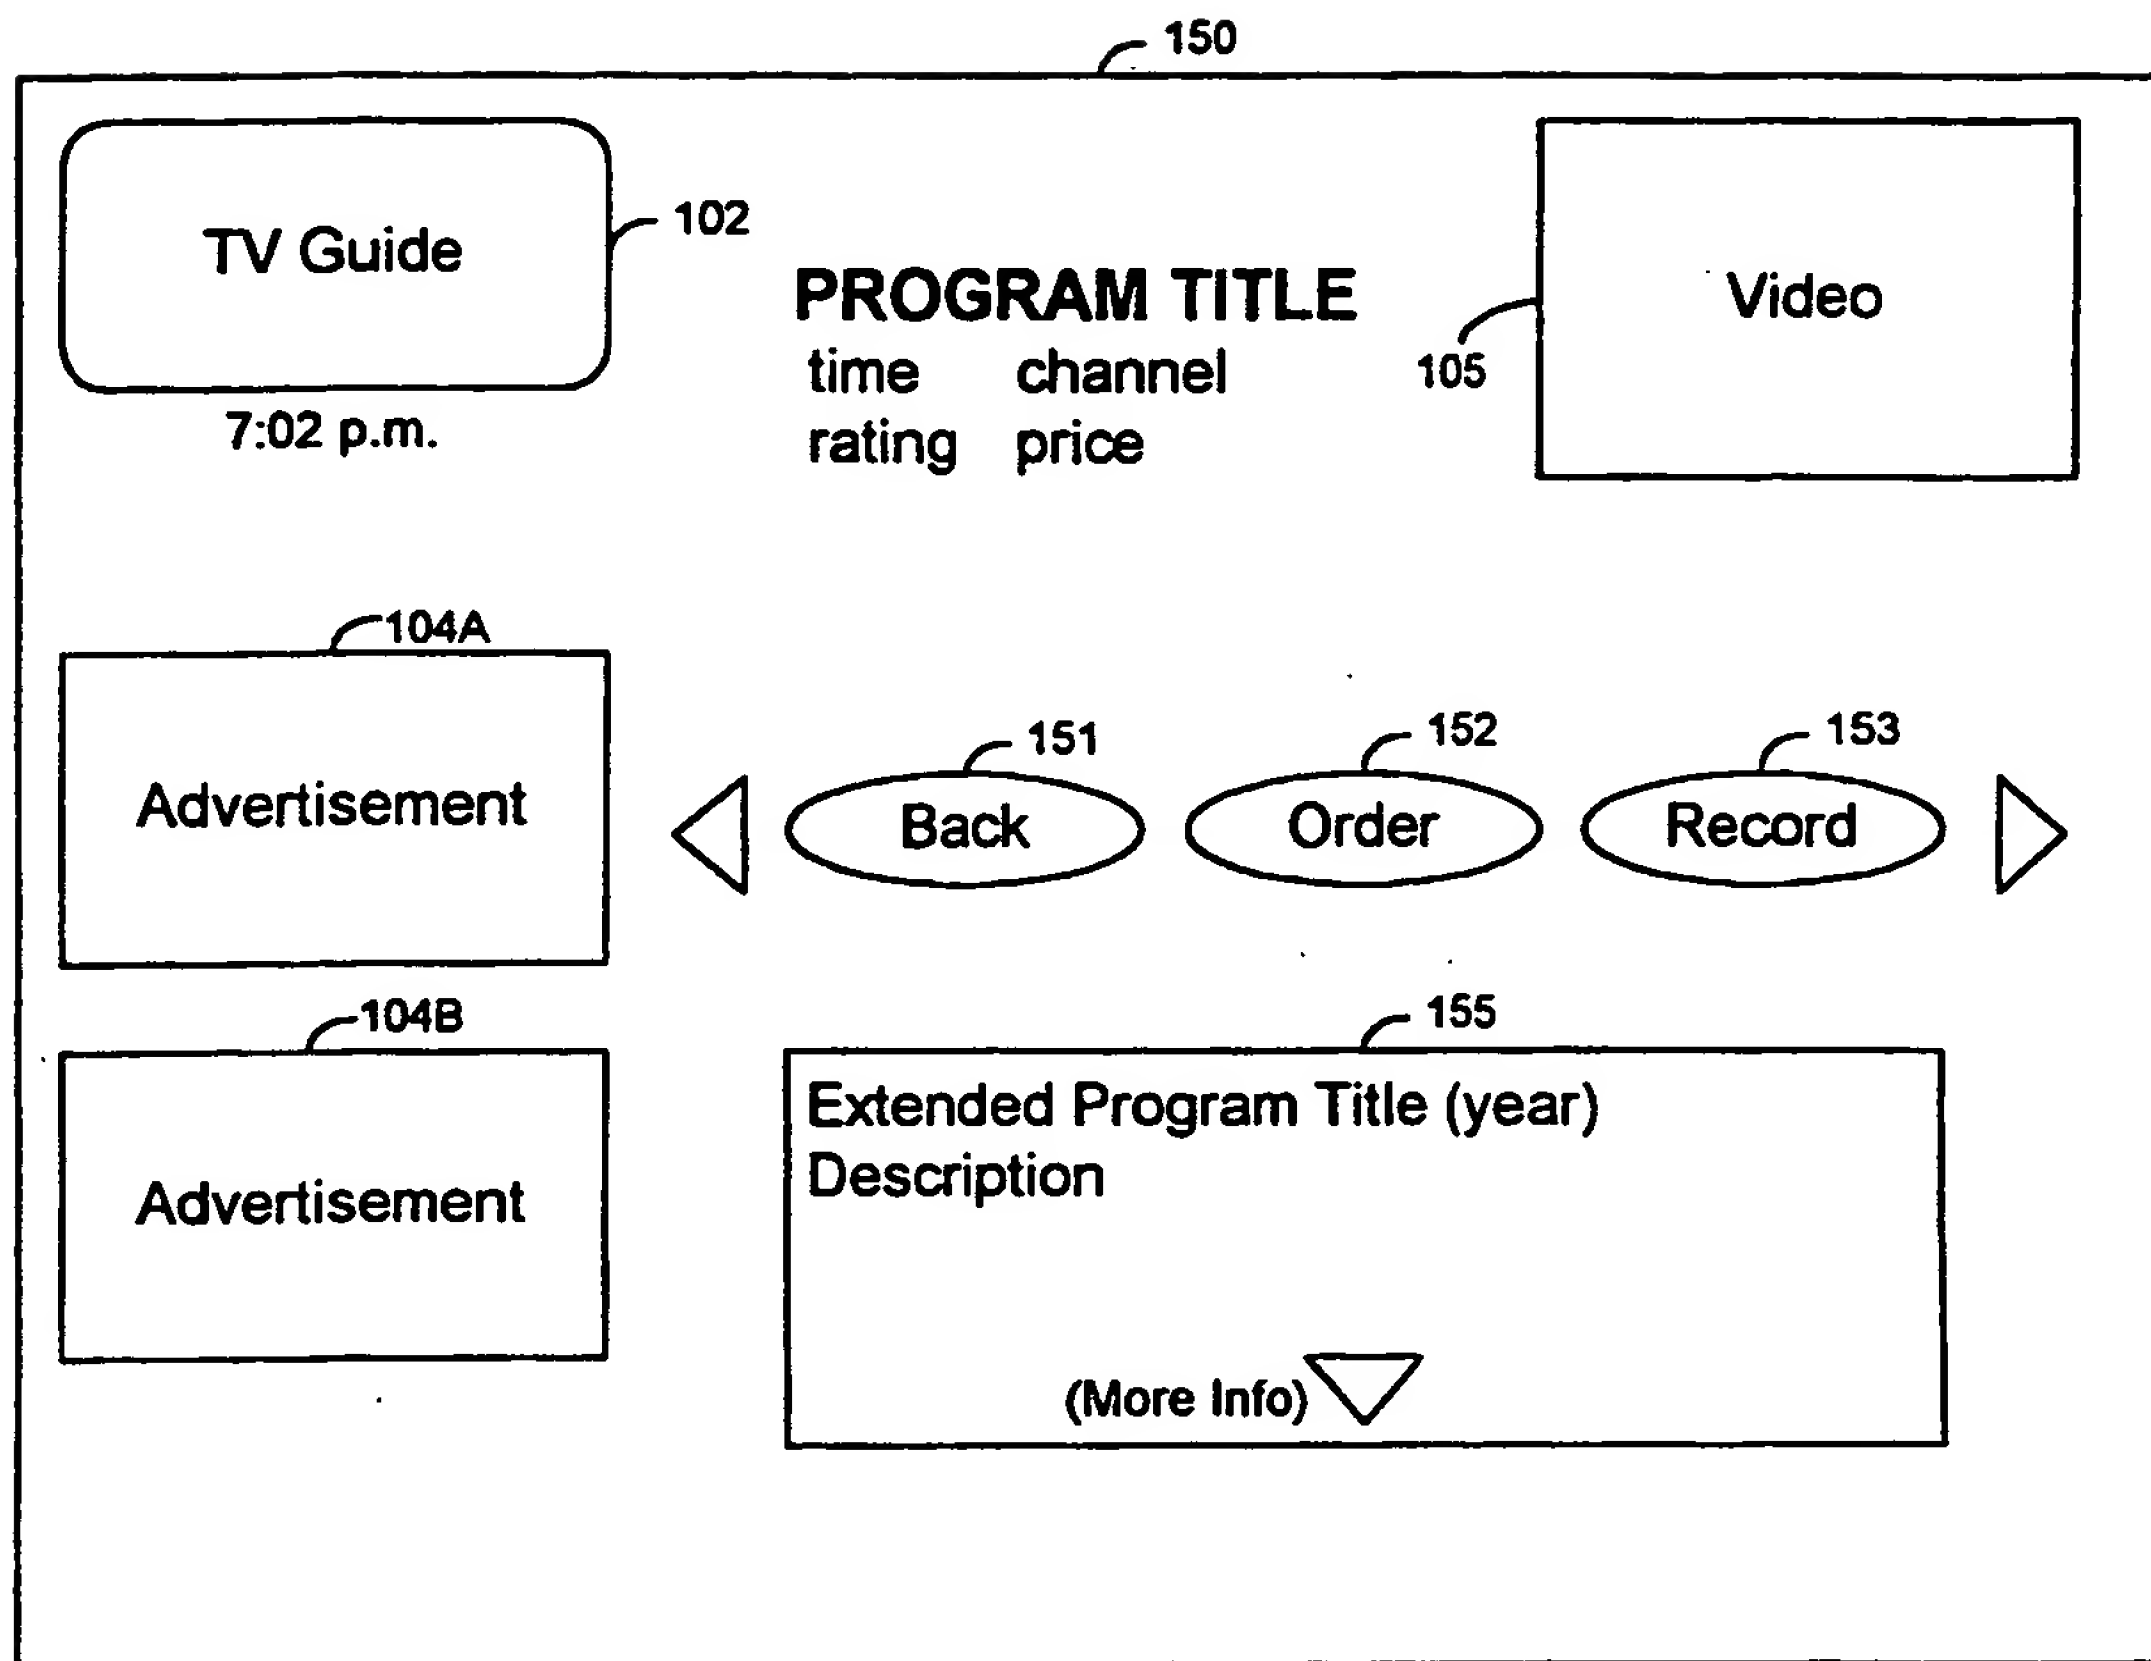 150
TV Guide
102
7:02 p.m.
PROGRAM TITLE
time channel
rating price
Video
105
104A
Advertisement
151
152
153
Back
Order
Record
104B
Advertisement
155
Extended Program Title (year)
Description
(More Info)